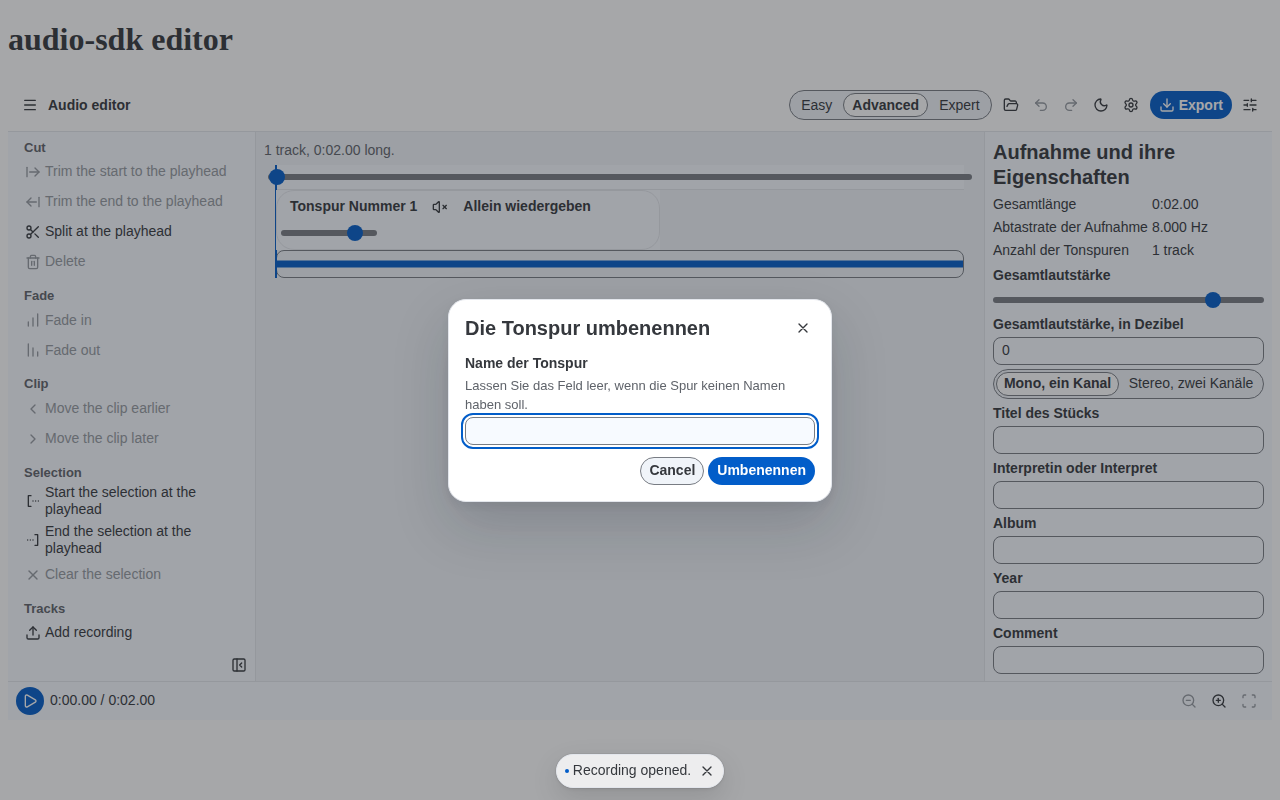 audio-sdk editor
Audio editor
Easy Advanced Expert
Export
Cut
Trim the start to the playhead
Trim the end to the playhead
Split at the playhead
Delete
Fade
Fade in
Fade out
Clip
Move the clip earlier
Move the clip later
Selection
Start the selection at the
playhead
End the selection at the
playhead
Clear the selection
Tracks
Add recording
1 track, 0:02.00 long.
Tonspur Nummer 1 Allein wiedergeben
Die Tonspur umbenennen
Name der Tonspur
Lassen Sie das Feld leer, wenn die Spur keinen Namen
haben soll.
Cancel Umbenennen
Aufnahme und ihre
Eigenschaften
Gesamtlänge 0:02.00
Abtastrate der Aufnahme 8.000 Hz
Anzahl der Tonspuren 1 track
Gesamtlautstärke
Gesamtlautstärke, in Dezibel
0
Mono, ein Kanal Stereo, zwei Kanäle
Titel des Stücks
Interpretin oder Interpret
Album
Year
Comment
0:00.00 / 0:02.00
Recording opened.